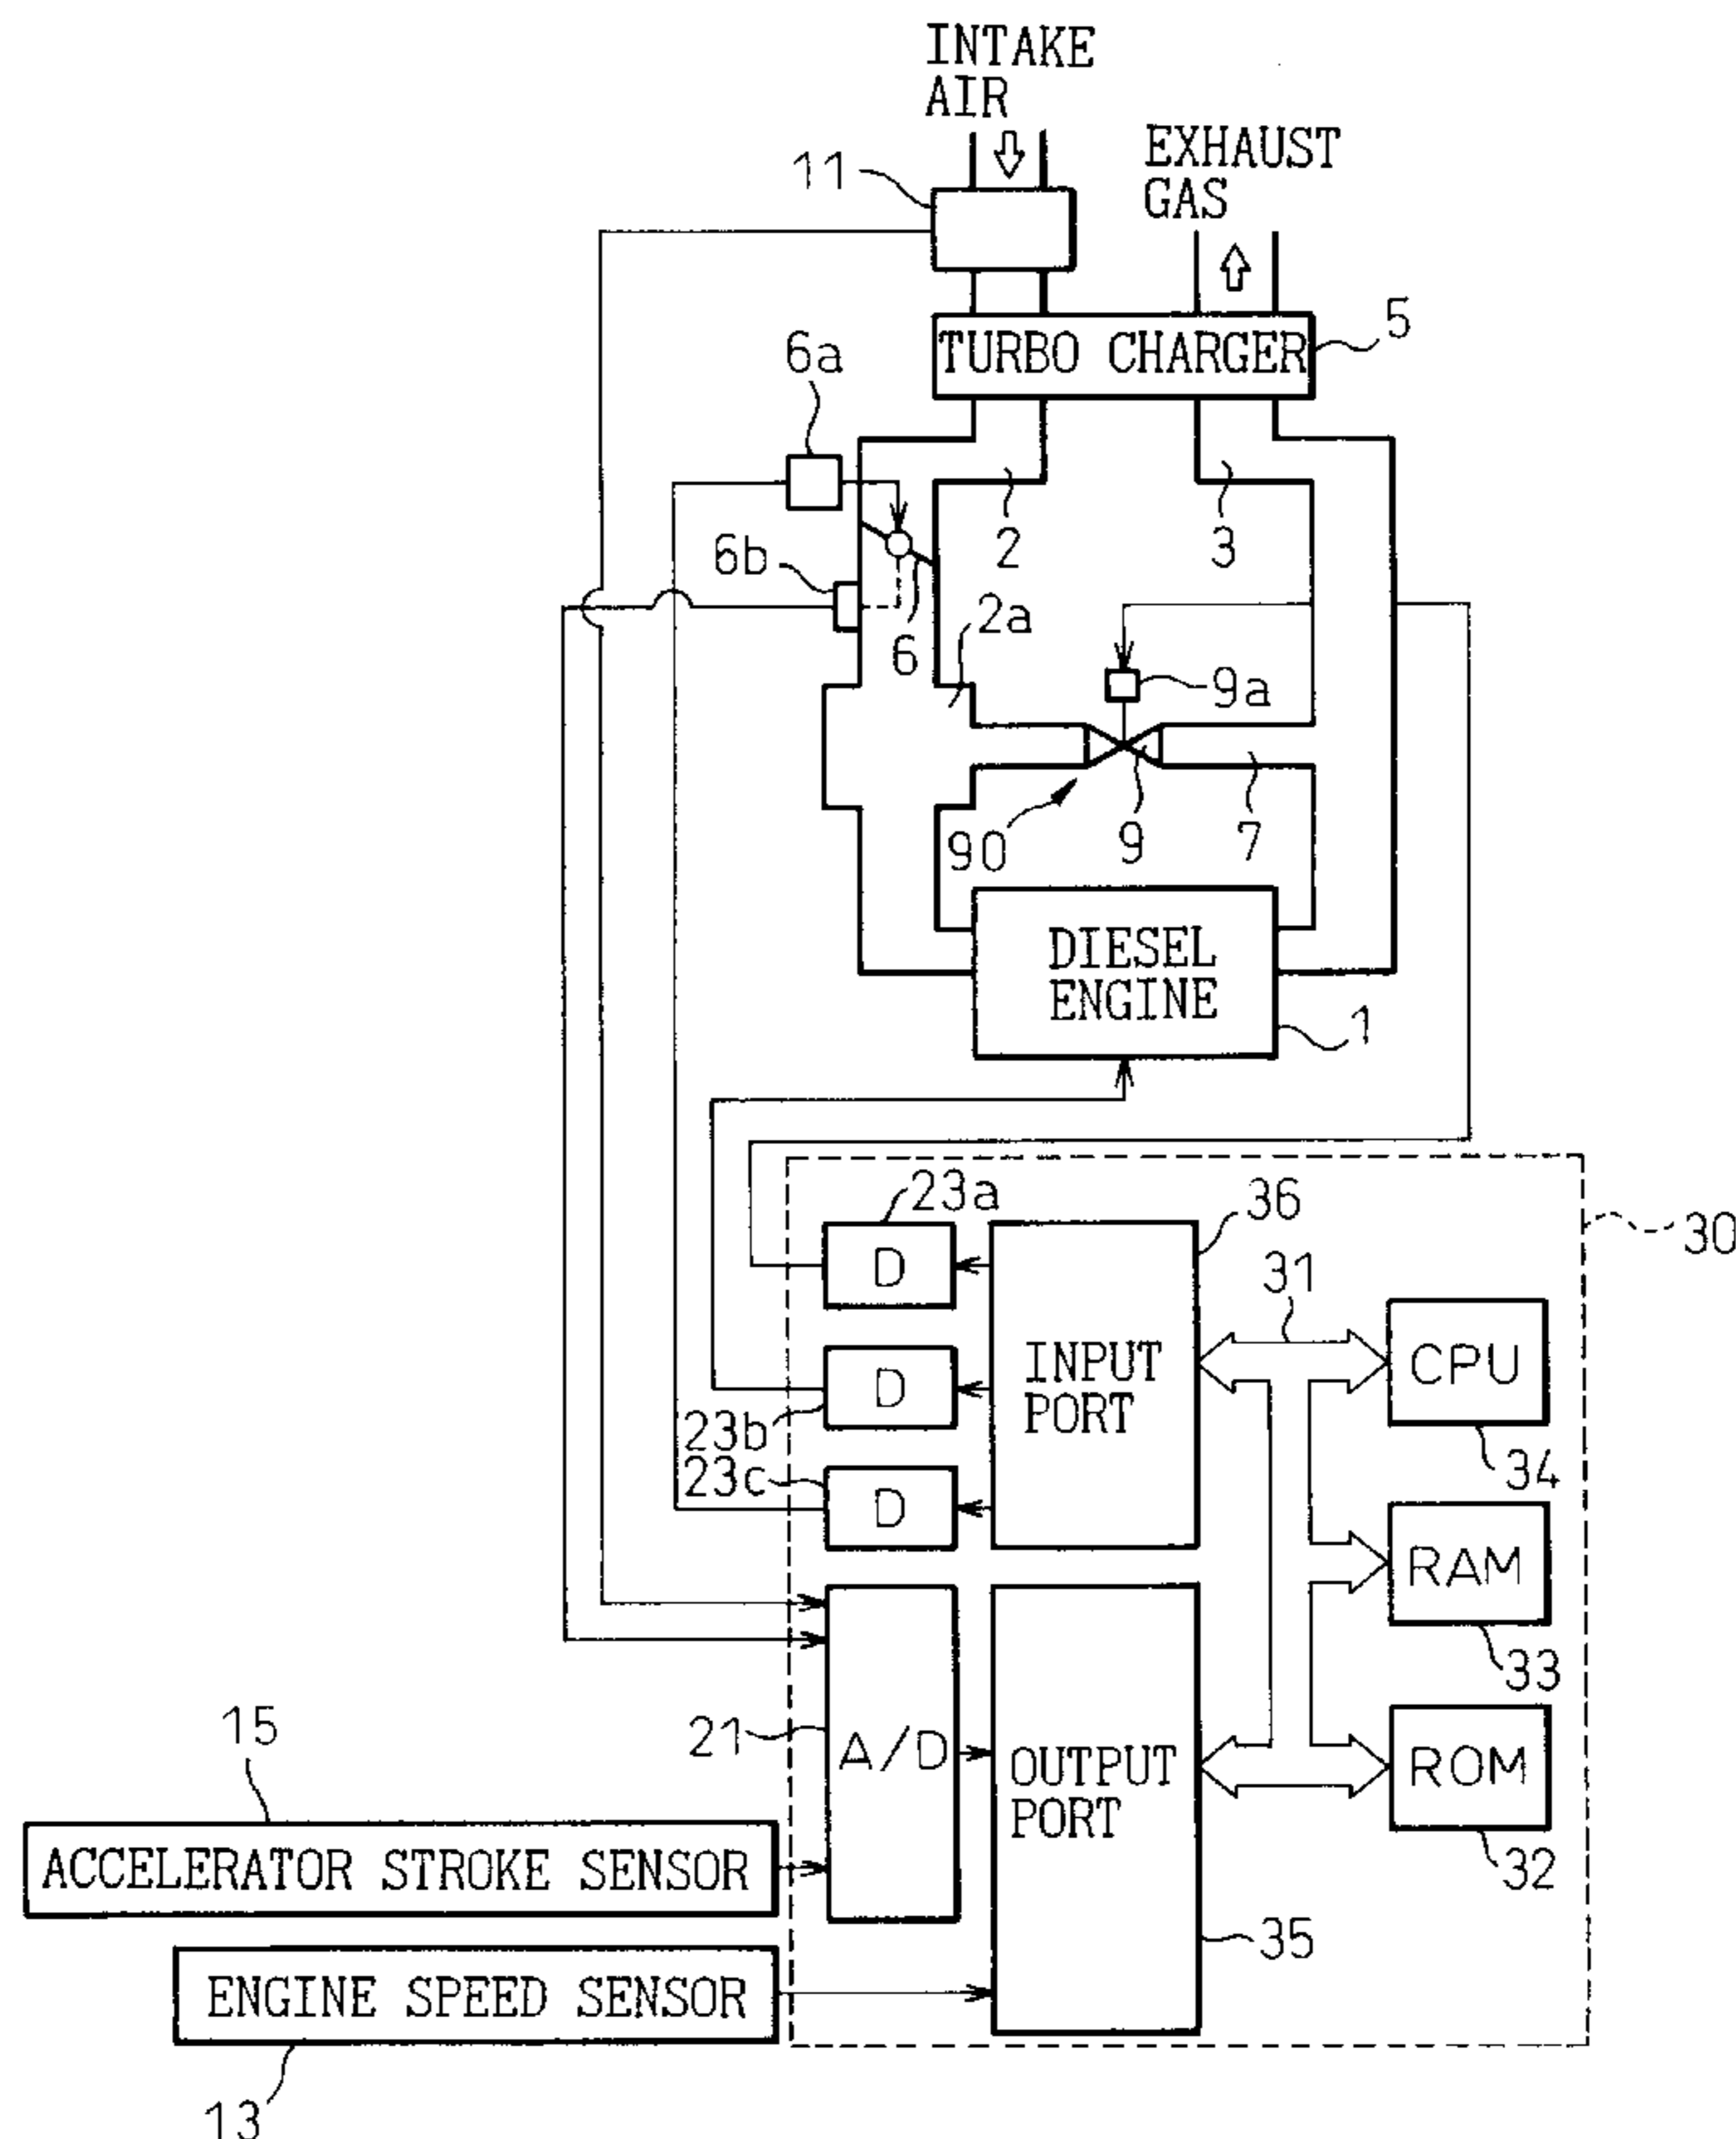 INTAKE
AIR
EXHAUST
GAS
11
5
TURBO CHARGER
6a
2
3
6b
6
2a
9a
90
9
7
DIESEL
ENGINE
1
23a
36
30
D
31
INPUT
PORT
CPU
D
23b
34
23c
D
RAM
33
15
21
A/D
OUTPUT
PORT
ROM
32
ACCELERATOR STROKE SENSOR
35
ENGINE SPEED SENSOR
13